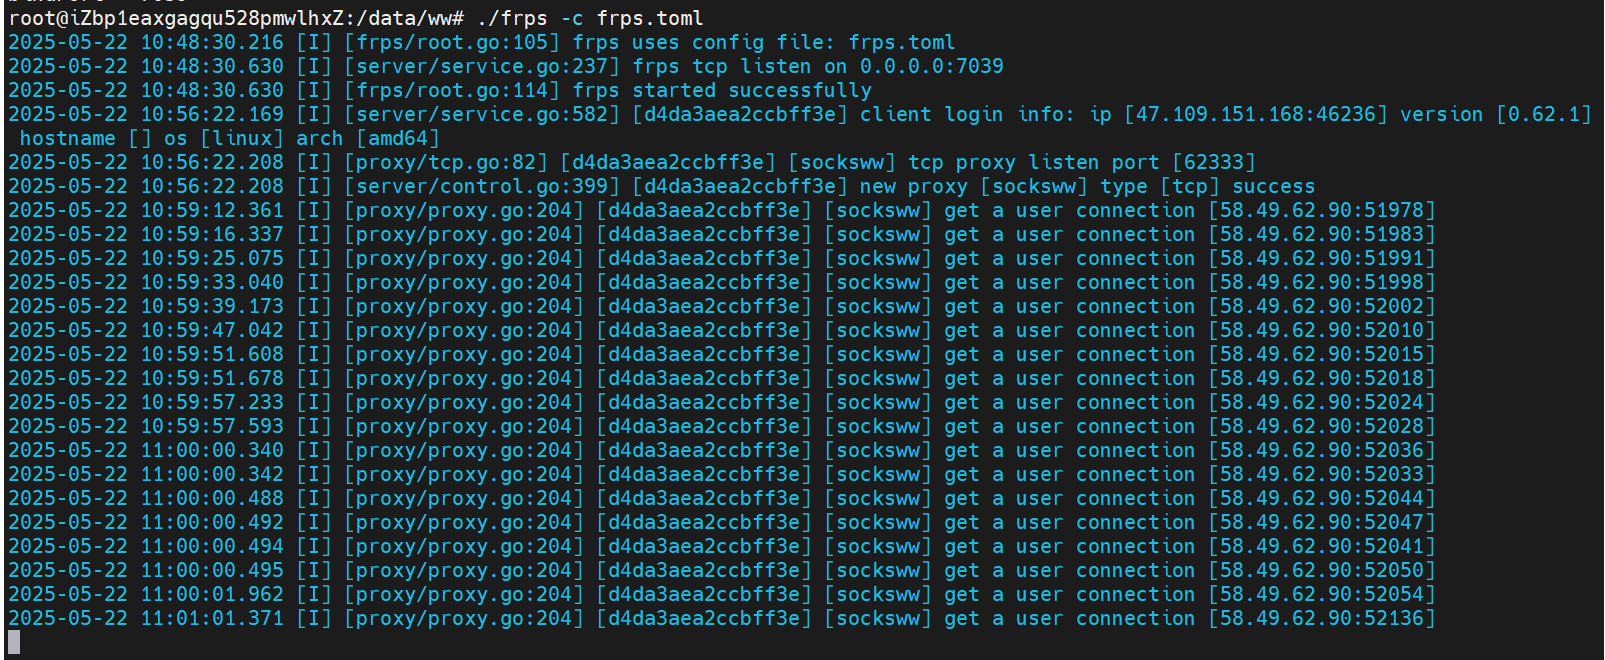 root@iZbp1eaxgagqu528pmwlhxZ:/data/ww# ./frps -c frps.toml
2025-05-22 10:48:30.216 [I] [frps/root.go:105] frps uses config file: frps.toml
2025-05-22 10:48:30.630 [I] [server/service.go:237] frps tcp listen on 0.0.0.0:7039
2025-05-22 10:48:30.630 [I] [frps/root.go:114] frps started successfully
2025-05-22 10:56:22.169 [I] [server/service.go:582] [d4da3aea2ccbff3e] client login info: ip [47.109.151.168:46236] version [0.62.1]
hostname [] os [linux] arch [amd64]
2025-05-22 10:56:22.208 [I] [proxy/tcp.go:82] [d4da3aea2ccbff3e] [socksww] tcp proxy listen port [62333]
2025-05-22 10:56:22.208 [I] [server/control.go:399] [d4da3aea2ccbff3e] new proxy [socksww] type [tcp] success
2025-05-22 10:59:12.361 [I] [proxy/proxy.go:204] [d4da3aea2ccbff3e] [socksww] get a user connection [58.49.62.90:51978]
2025-05-22 10:59:16.337 [I] [proxy/proxy.go:204] [d4da3aea2ccbff3e] [socksww] get a user connection [58.49.62.90:51983]
2025-05-22 10:59:25.075 [I] [proxy/proxy.go:204] [d4da3aea2ccbff3e] [socksww] get a user connection [58.49.62.90:51991]
2025-05-22 10:59:33.040 [I] [proxy/proxy.go:204] [d4da3aea2ccbff3e] [socksww] get a user connection [58.49.62.90:51998]
2025-05-22 10:59:39.173 [I] [proxy/proxy.go:204] [d4da3aea2ccbff3e] [socksww] get a user connection [58.49.62.90:52002]
2025-05-22 10:59:47.042 [I] [proxy/proxy.go:204] [d4da3aea2ccbff3e] [socksww] get a user connection [58.49.62.90:52010]
2025-05-22 10:59:51.608 [I] [proxy/proxy.go:204] [d4da3aea2ccbff3e] [socksww] get a user connection [58.49.62.90:52015]
2025-05-22 10:59:51.678 [I] [proxy/proxy.go:204] [d4da3aea2ccbff3e] [socksww] get a user connection [58.49.62.90:52018]
2025-05-22 10:59:57.233 [I] [proxy/proxy.go:204] [d4da3aea2ccbff3e] [socksww] get a user connection [58.49.62.90:52024]
2025-05-22 10:59:57.593 [I] [proxy/proxy.go:204] [d4da3aea2ccbff3e] [socksww] get a user connection [58.49.62.90:52028]
2025-05-22 11:00:00.340 [I] [proxy/proxy.go:204] [d4da3aea2ccbff3e] [socksww] get a user connection [58.49.62.90:52036]
2025-05-22 11:00:00.342 [I] [proxy/proxy.go:204] [d4da3aea2ccbff3e] [socksww] get a user connection [58.49.62.90:52033]
2025-05-22 11:00:00.488 [I] [proxy/proxy.go:204] [d4da3aea2ccbff3e] [socksww] get a user connection [58.49.62.90:52044]
2025-05-22 11:00:00.492 [I] [proxy/proxy.go:204] [d4da3aea2ccbff3e] [socksww] get a user connection [58.49.62.90:52047]
2025-05-22 11:00:00.494 [I] [proxy/proxy.go:204] [d4da3aea2ccbff3e] [socksww] get a user connection [58.49.62.90:52041]
2025-05-22 11:00:00.495 [I] [proxy/proxy.go:204] [d4da3aea2ccbff3e] [socksww] get a user connection [58.49.62.90:52050]
2025-05-22 11:00:01.962 [I] [proxy/proxy.go:204] [d4da3aea2ccbff3e] [socksww] get a user connection [58.49.62.90:52054]
2025-05-22 11:01:01.371 [I] [proxy/proxy.go:204] [d4da3aea2ccbff3e] [socksww] get a user connection [58.49.62.90:52136]